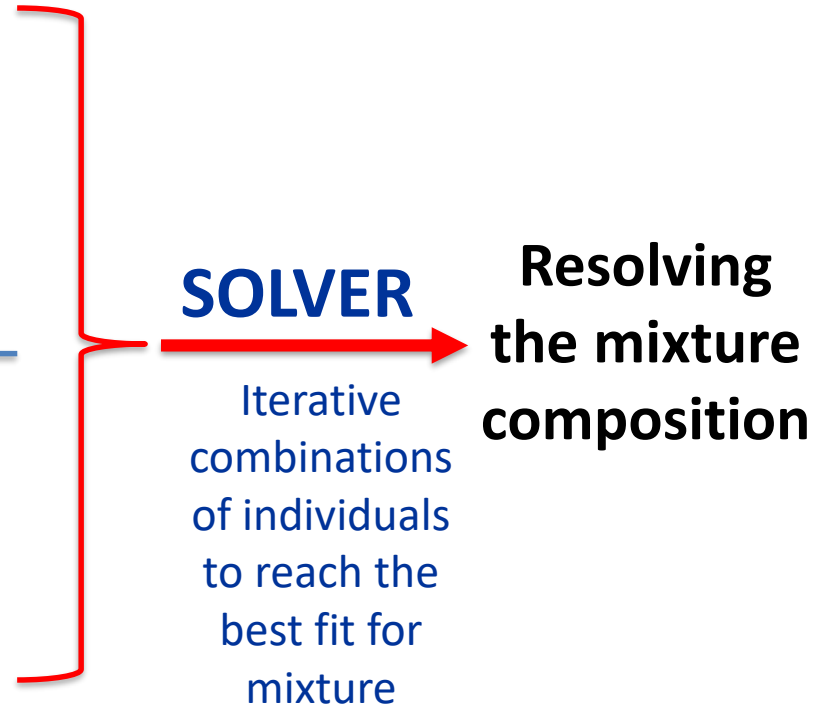 SOLVER
Iterative
combinations
of individuals
to reach the
best fit for
mixture
Resolving
the mixture
composition